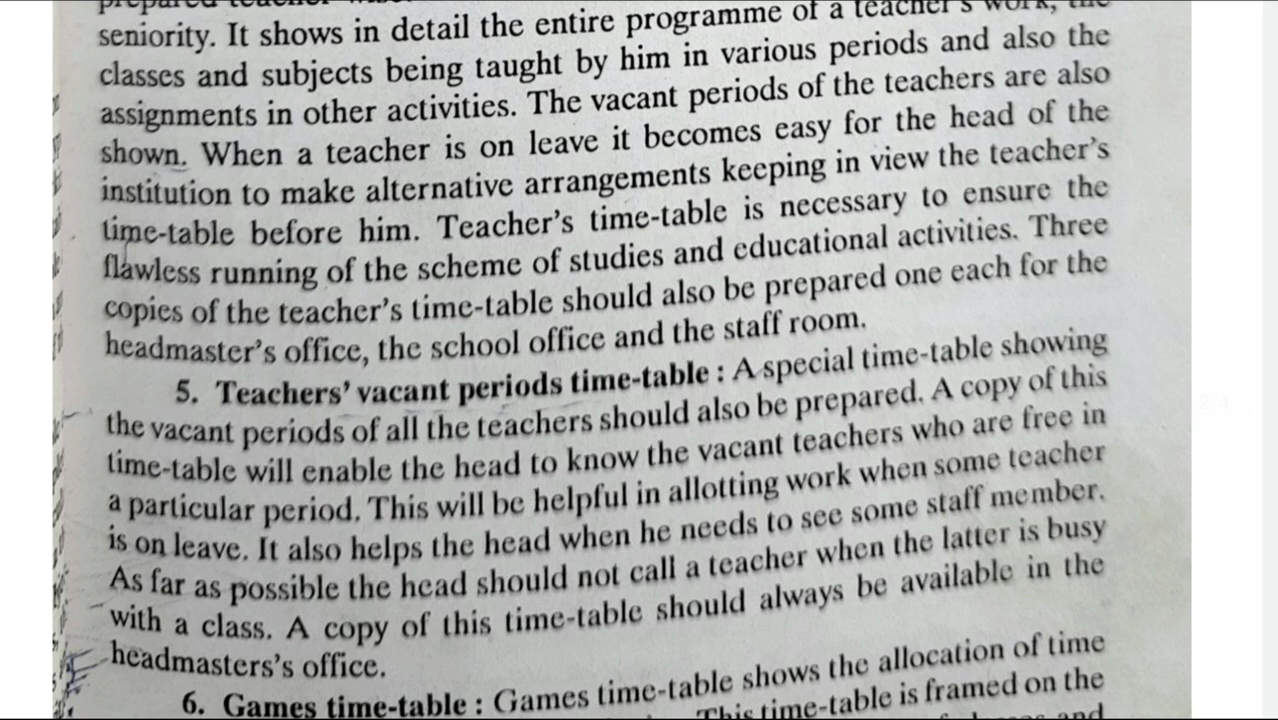 prepared teacher
seniority. It shows in detail the entire programme of a teacher's work, the
classes and subjects being taught by him in various periods and also the
assignments in other activities. The vacant periods of the teachers are also
shown. When a teacher is on leave it becomes easy for the head of the
institution to make alternative arrangements keeping in view the teacher's
time-table before him. Teacher's time-table is necessary to ensure the
flawless running of the scheme of studies and educational activities. Three
copies of the teacher's time-table should also be prepared one each for the
headmaster's office, the school office and the staff room.
5. Teachers' vacant periods time-table : A special time-table showing
the vacant periods of all the teachers should also be prepared. A copy of this
time-table will enable the head to know the vacant teachers who are free in
a particular period. This will be helpful in allotting work when some teacher
is on leave. It also helps the head when he needs to see some staff member.
As far as possible the head should not call a teacher when the latter is busy
with a class. A copy of this time-table should always be available in the
headmasters's office.
6. Games time-table : Games time-table shows the allocation of time
This time-table is framed on the
and